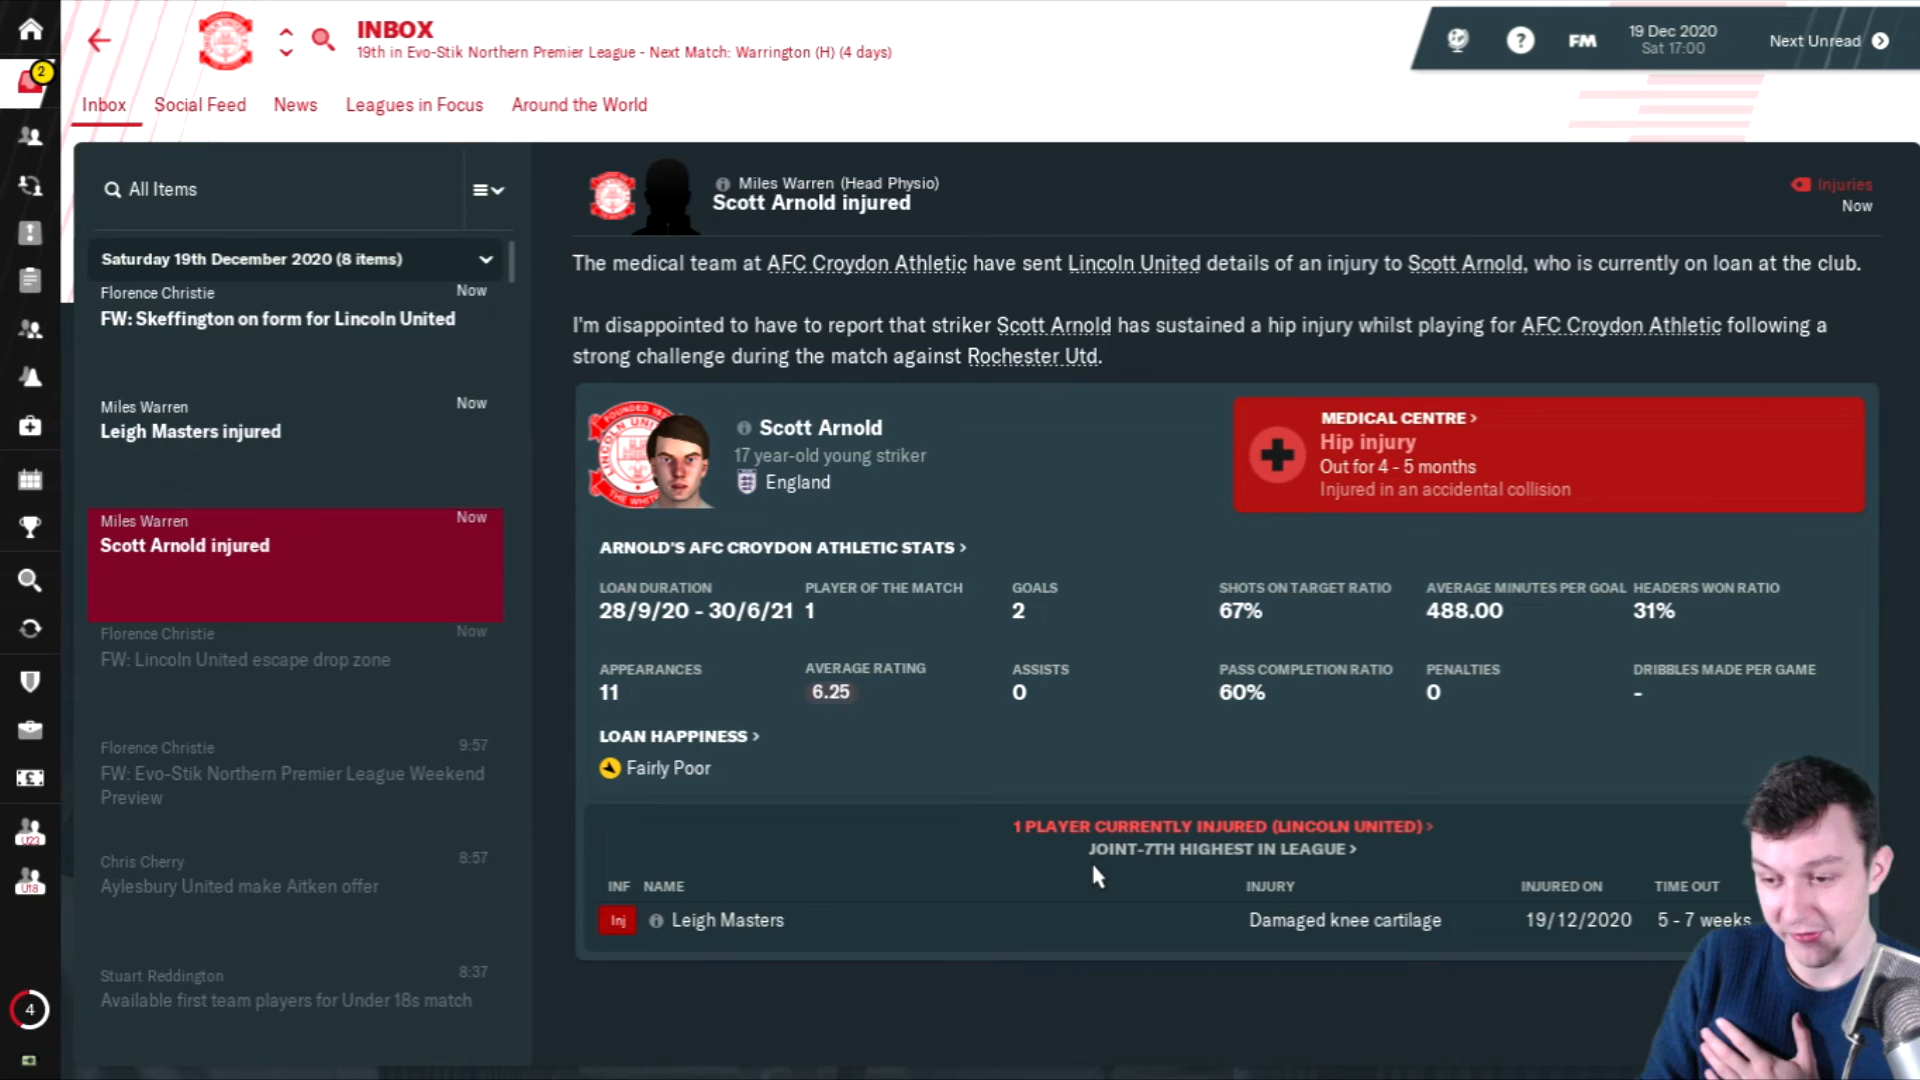 INBOX
19th in Evo-Stik Northern Premier League - Next Match: Warrington (H) (4 days)
FM
19 Dec 2020
Sat 17:00
Next Unread
2
Inbox
Social Feed
News
Leagues in Focus
Around the World
All Items
Saturday 19th December 2020 (8 items)
Florence Christie
Now
FW: Skeffington on form for Lincoln United
Miles Warren
Now
Leigh Masters injured
Miles Warren
Now
Scott Arnold injured
Florence Christie
Now
FW: Lincoln United escape drop zone
Florence Christie
9:57
FW: Evo-Stik Northern Premier League Weekend
Preview
Chris Cherry
8:57
Aylesbury United make Aitken offer
Stuart Reddington
8:37
Available first team players for Under 18s match
U23
U18
4
Miles Warren (Head Physio)
Scott Arnold injured
Injuries
Now
The medical team at AFC Croydon Athletic have sent Lincoln United details of an injury to Scott Arnold, who is currently on loan at the club.
I'm disappointed to have to report that striker Scott Arnold has sustained a hip injury whilst playing for AFC Croydon Athletic following a
strong challenge during the match against Rochester Utd.
Scott Arnold
17 year-old young striker
England
MEDICAL CENTRE >
Hip injury
Out for 4 - 5 months
Injured in an accidental collision
ARNOLD'S AFC CROYDON ATHLETIC STATS >
LOAN DURATION
28/9/20 - 30/6/21
PLAYER OF THE MATCH
1
GOALS
2
SHOTS ON TARGET RATIO
67%
AVERAGE MINUTES PER GOAL
488.00
HEADERS WON RATIO
31%
APPEARANCES
11
AVERAGE RATING
6.25
ASSISTS
0
PASS COMPLETION RATIO
60%
PENALTIES
0
DRIBBLES MADE PER GAME
-
LOAN HAPPINESS >
Fairly Poor
1 PLAYER CURRENTLY INJURED (LINCOLN UNITED) >
JOINT-7TH HIGHEST IN LEAGUE >
INF NAME INJURY INJURED ON TIME OUT
Inj Leigh Masters Damaged knee cartilage 19/12/2020 5 - 7 weeks